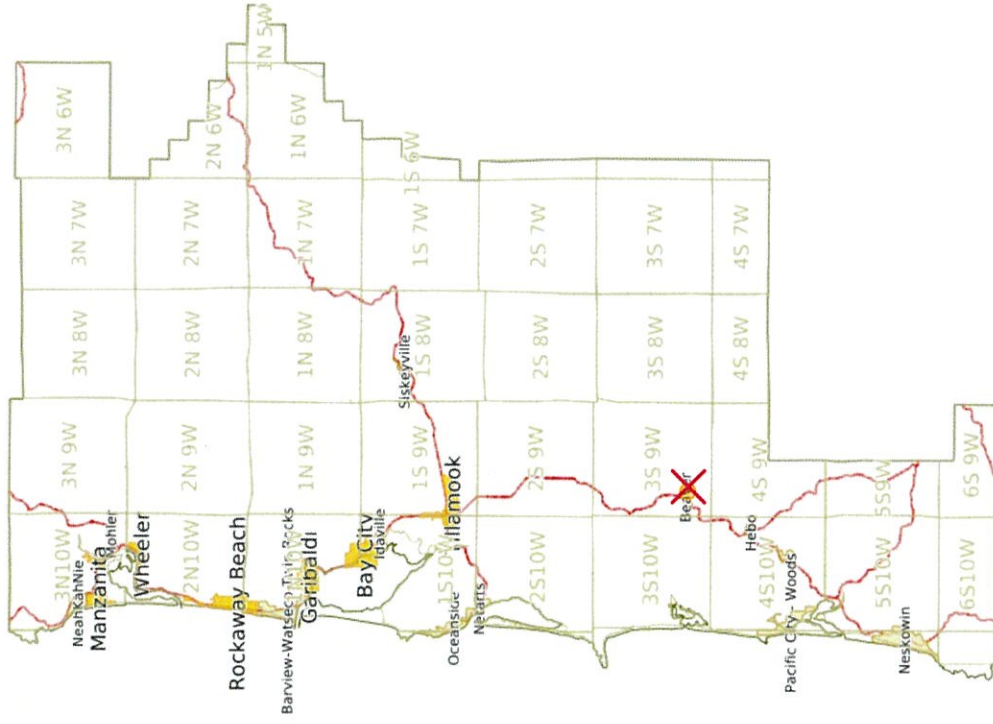 3N 6W
1N 5W
2N 6W
1N 6W
1S 6W
3N 7W
2N 7W
1N 7W
1S 7W
2S 7W
3S 7W
4S 7W
3N 8W
2N 8W
1N 8W
Siskeyville
1S 8W
2S 8W
3S 8W
4S 8W
3N 9W
2N 9W
1N 9W
1S 9W
2S 9W
3S 9W
4S 9W
5S9W
6S 9W
3N10W
NeahKahNie
Manzanita
Mohler
Wheeler
2N10W
Rockaway Beach
Barview-Watseco Twin Rocks
Garibaldi
Bay City
Idaville
1S10W
Oceanside
Netarts
2S10W
3S10W
Hebo
4S10W
Pacific City - Woods
5S10W
Neskowin
6S10W